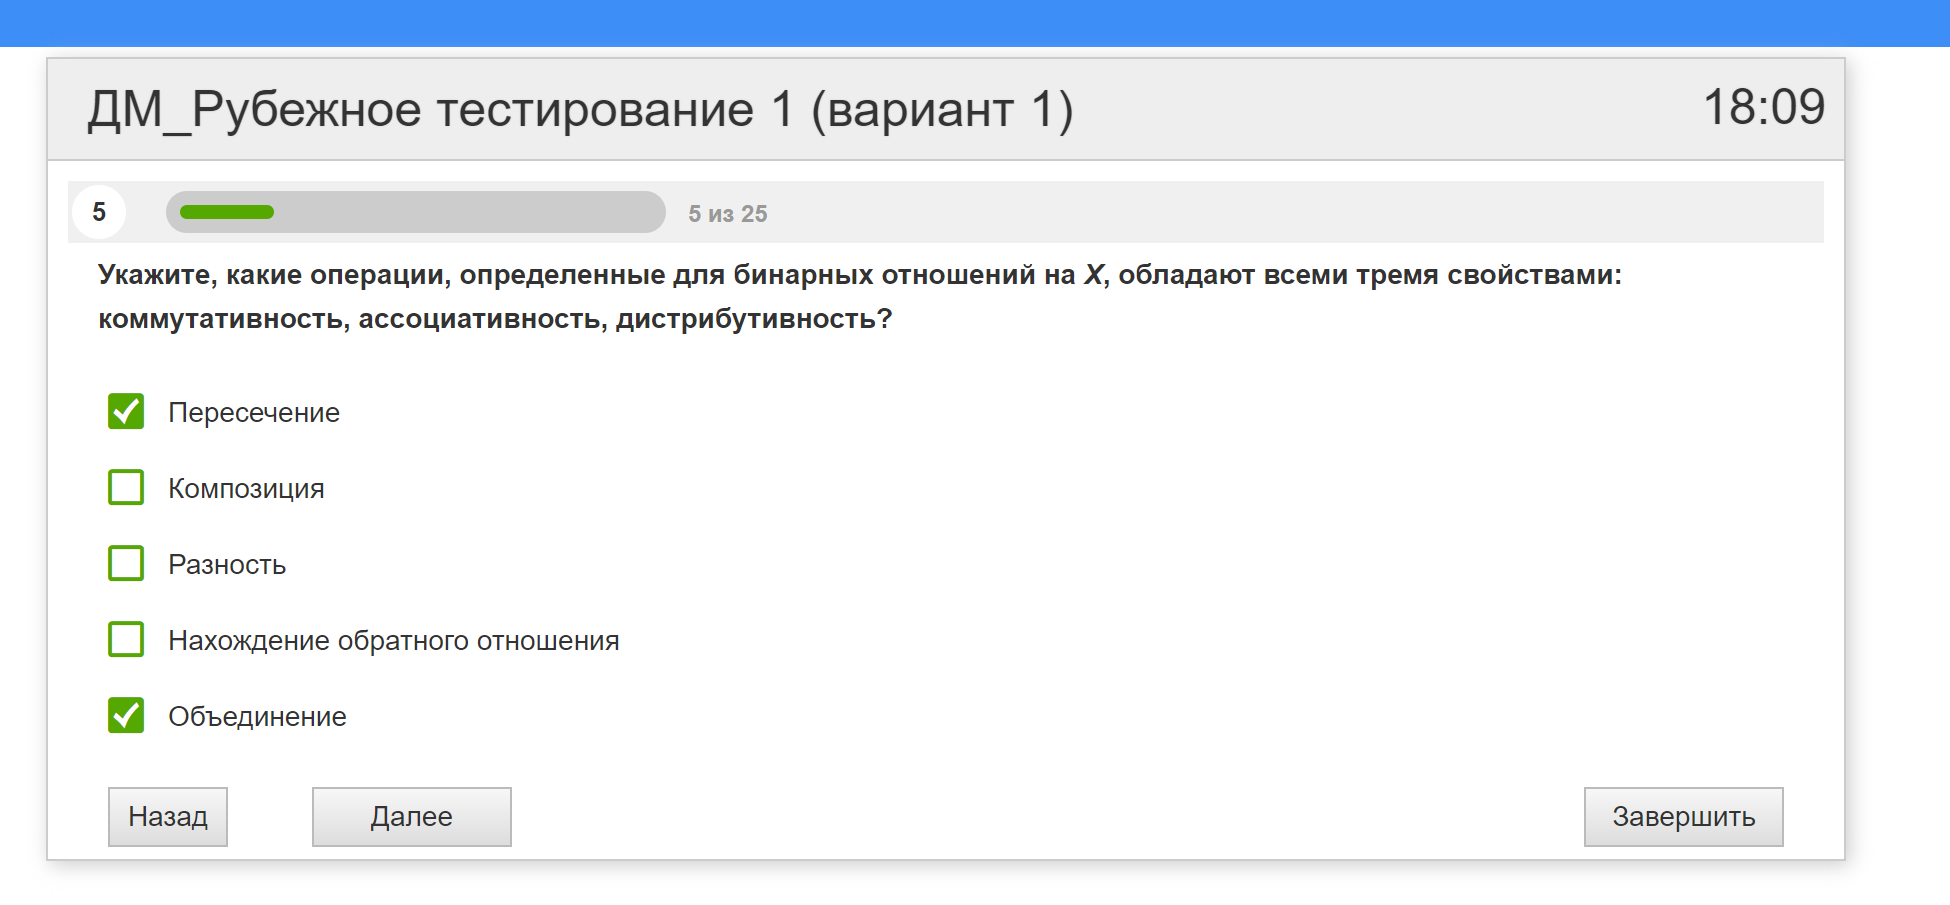 ДМ_Рубежное тестирование 1 (вариант 1)
18:09
5
5 из 25
Укажите, какие операции, определенные для бинарных отношений на X, обладают всеми тремя свойствами:
коммутативность, ассоциативность, дистрибутивность?
Пересечение
Композиция
Разность
Нахождение обратного отношения
Объединение
Назад
Далее
Завершить